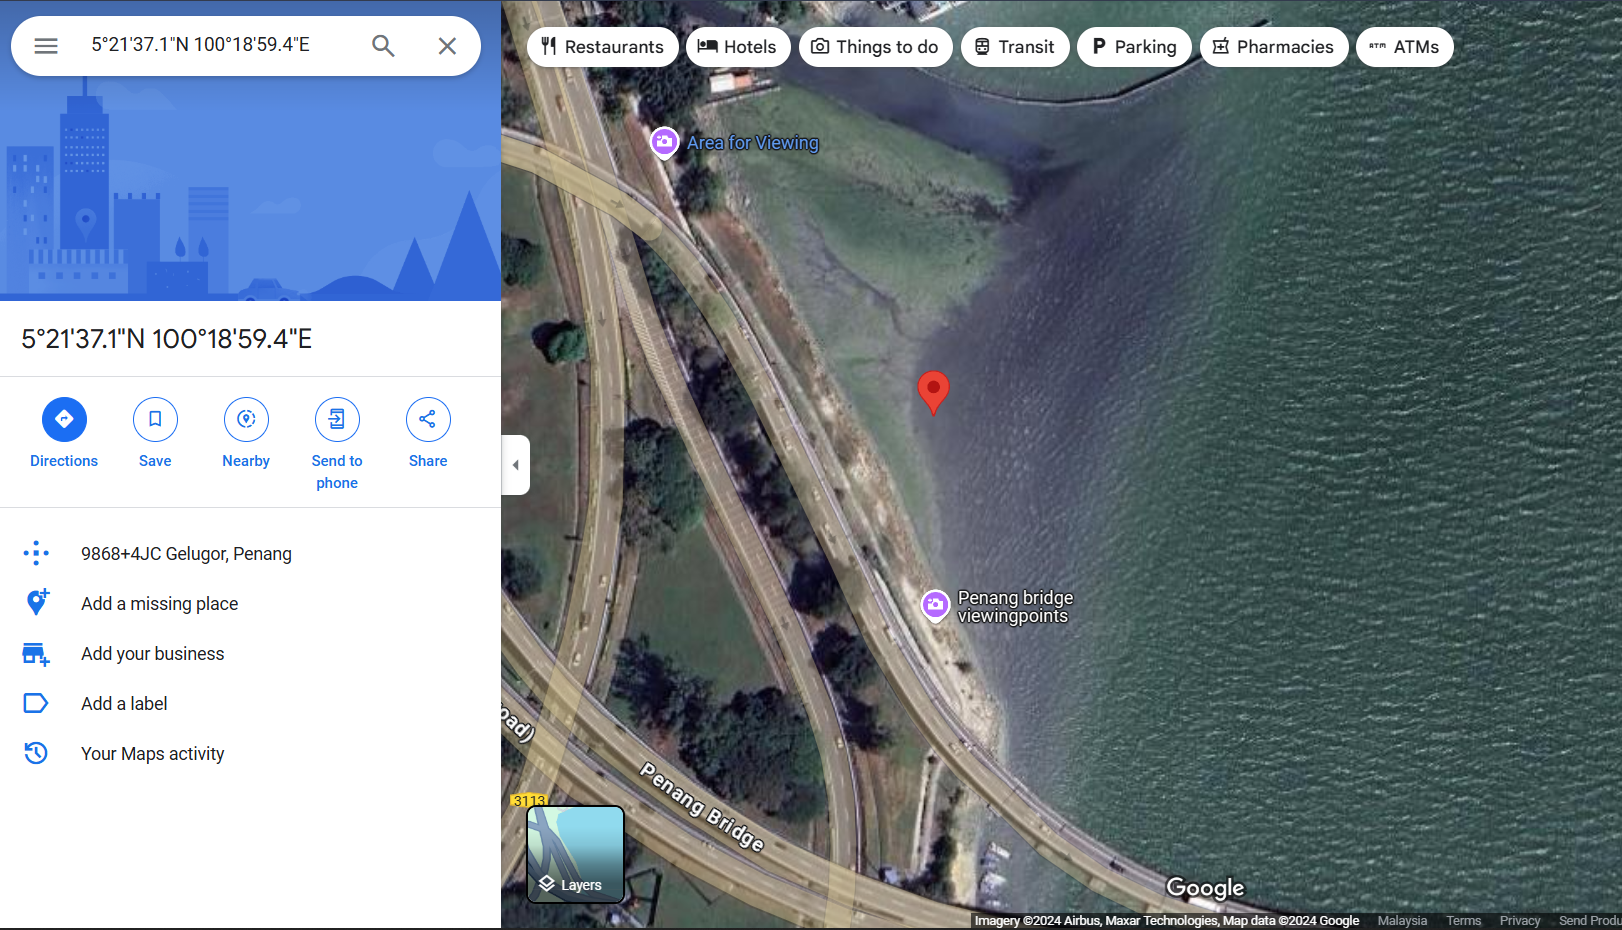 5°21'37.1"N 100°18'59.4"E
Restaurants
Hotels
Things to do
Transit
Parking
Pharmacies
ATM ATMs
5°21'37.1"N 100°18'59.4"E
Directions
Save
Nearby
Send to
phone
Share
9868+4JC Gelugor, Penang
Add a missing place
Add your business
Add a label
Your Maps activity
Area for Viewing
Penang bridge
viewingpoints
oad)
Penang Bridge
3113
Layers
Google
Imagery ©2024 Airbus, Maxar Technologies, Map data ©2024 Google Malaysia Terms Privacy Send Produ